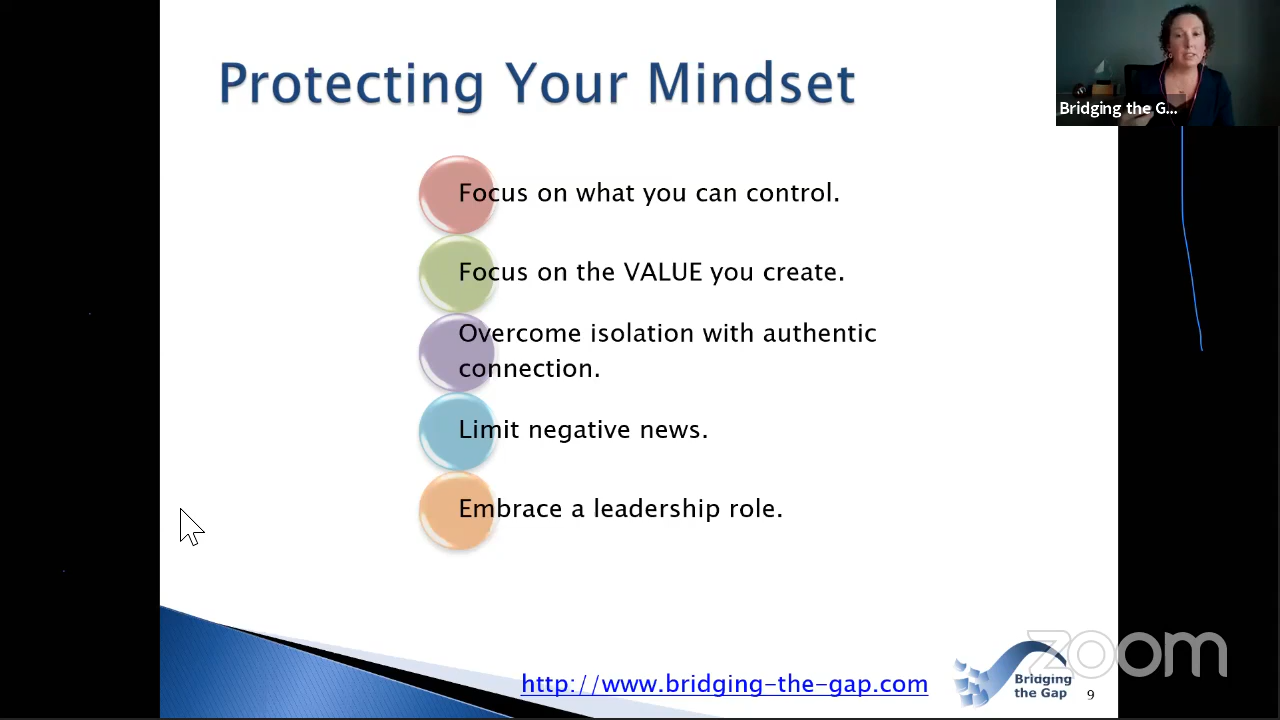 Protecting Your Mindset
Bridging the G...
Focus on what you can control.
Focus on the VALUE you create.
Overcome isolation with authentic
connection.
Limit negative news.
Embrace a leadership role.
zoom
http://www.bridging-the-gap.com
Bridging
the Gap
9